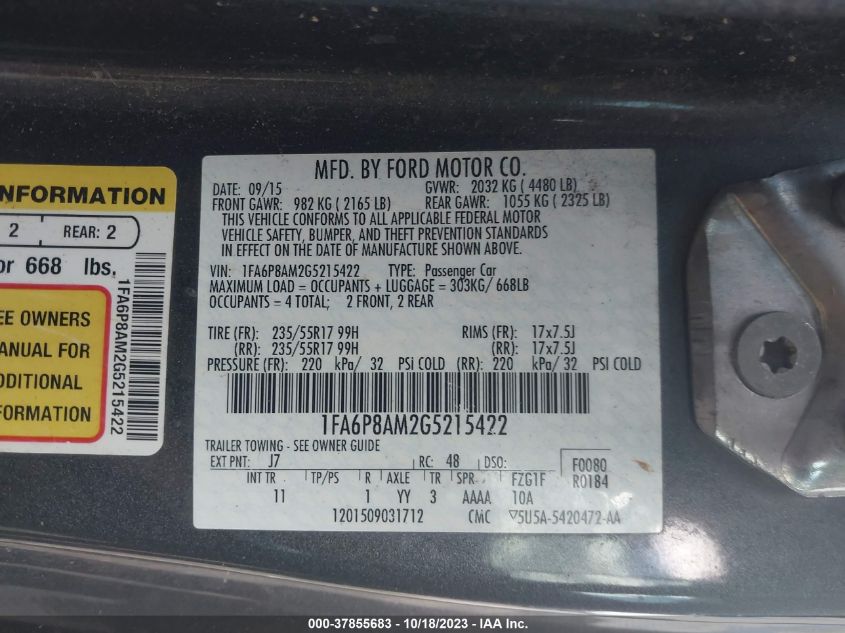 INFORMATION
2 REAR: 2
or 668 lbs.
EE OWNERS
MANUAL FOR
DDITIONAL
FORMATION
1FA6P8AM2G5215422
MFD. BY FORD MOTOR CO.
DATE: 09/15 GVWR: 2032 KG ( 4480 LB)
FRONT GAWR: 982 KG ( 2165 LB) REAR GAWR: 1055 KG ( 2325 LB)
THIS VEHICLE CONFORMS TO ALL APPLICABLE FEDERAL MOTOR
VEHICLE SAFETY, BUMPER, AND THEFT PREVENTION STANDARDS
IN EFFECT ON THE DATE OF MANUFACTURE SHOWN ABOVE.
VIN: 1FA6P8AM2G5215422 TYPE: Passenger Car
MAXIMUM LOAD = OCCUPANTS + LUGGAGE = 303KG/ 668LB
OCCUPANTS = 4 TOTAL; 2 FRONT, 2 REAR
TIRE (FR): 235/55R17 99H RIMS (FR): 17x7.5J
(RR): 235/55R17 99H (RR): 17x7.5J
PRESSURE (FR): 220 kPa/ 32 PSI COLD (RR): 220 kPa/ 32 PSI COLD
1FA6P8AM2G5215422
TRAILER TOWING - SEE OWNER GUIDE
EXT PNT: J7 RC: 48 DSO: F0080
INT TR TP/PS R AXLE TR SPR FZG1F R0184
11 1 YY 3 AAAA 10A
1201509031712 CMC 5U5A-5420472-AA
000-37855683 - 10/18/2023 - IAA Inc.